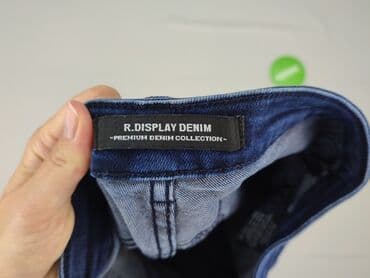 R.DISPLAY DENIM
-PREMIUM DENIM COLLECTION-